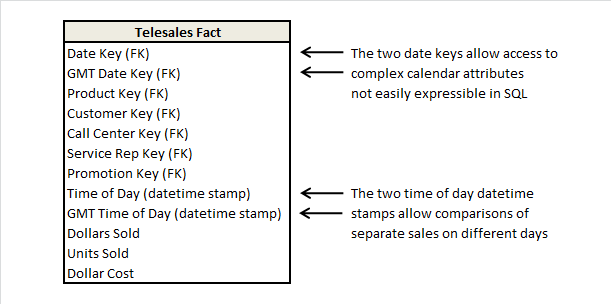 Telesales Fact
Date Key (FK)
GMT Date Key (FK)
Product Key (FK)
Customer Key (FK)
Call Center Key (FK)
Service Rep Key (FK)
Promotion Key (FK)
Time of Day (datetime stamp)
GMT Time of Day (datetime stamp)
Dollars Sold
Units Sold
Dollar Cost
The two date keys allow access to
complex calendar attributes
not easily expressible in SQL
The two time of day datetime
stamps allow comparisons of
separate sales on different days